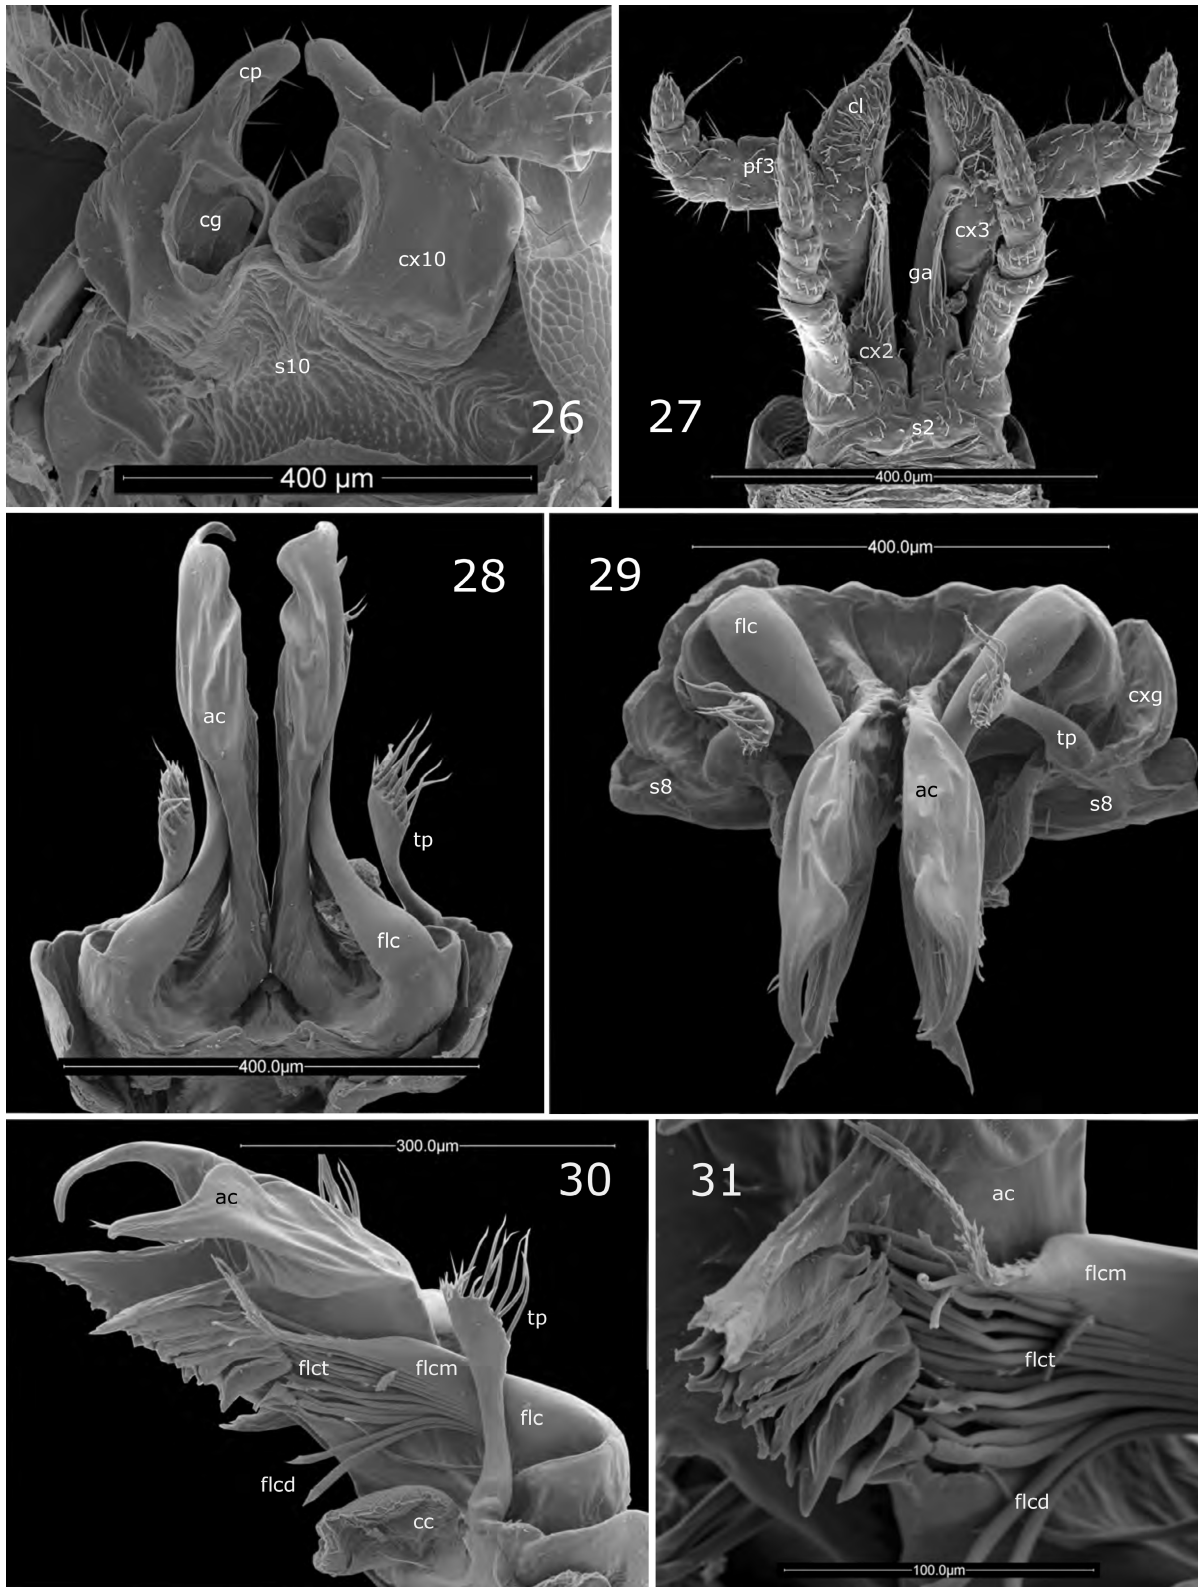 cp
cg
cx10
s10
26
400 µm
cl
pf3
cx3
ga
cx2
27
s2
400.0µm
28
ac
tp
flc
400.0µm
400.0µm
29
flc
cxg
tp
s8
ac
s8
300.0µm
30
ac
tp
flct
flcm
flc
flcd
cc
31
ac
flcm
flct
flcd
100.0µm